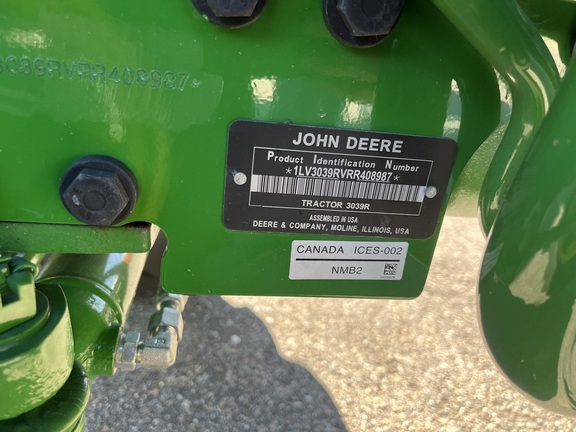 3039RVRR408987*
JOHN DEERE
Product Identification Number
*1LV3039RVRR408987*
TRACTOR 3039R
ASSEMBLED IN USA
DEERE & COMPANY, MOLINE, ILLINOIS, USA
CANADA ICES-002
NMB2